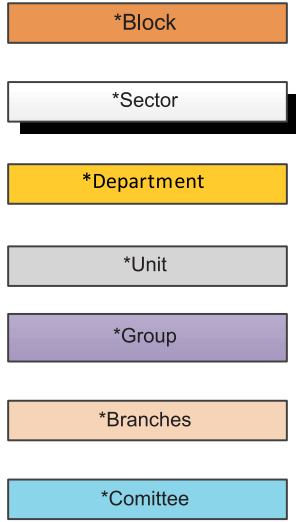 *Block
*Sector
*Department
*Unit
*Group
*Branches
*Comittee